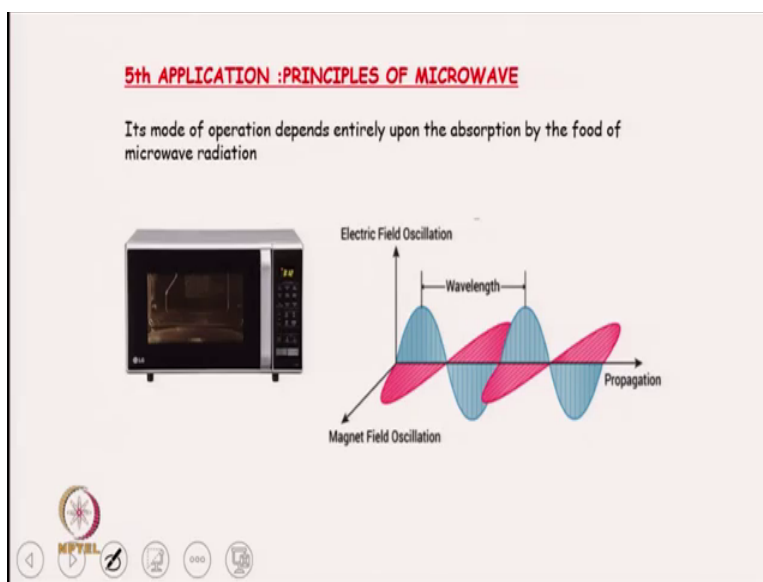 5th APPLICATION :PRINCIPLES OF MICROWAVE
Its mode of operation depends entirely upon the absorption by the food of
microwave radiation
Electric Field Oscillation
Wavelength
Propagation
Magnet Field Oscillation
LG
NPTEL